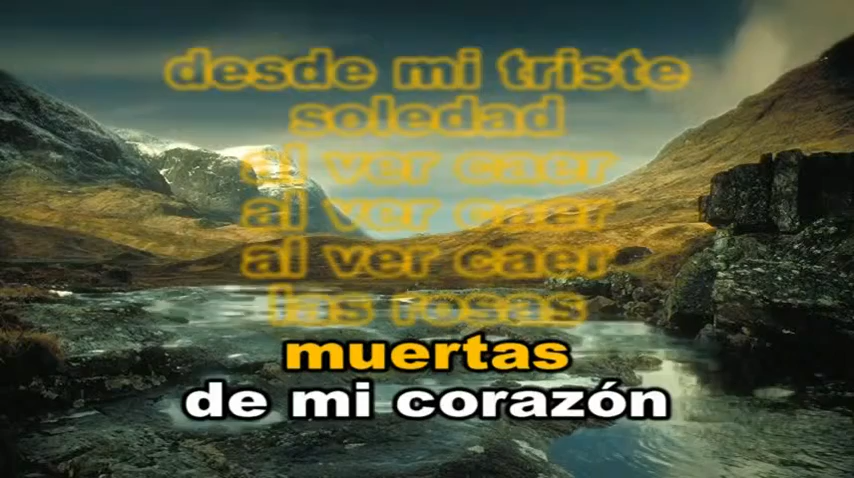 desde mi triste
soledad
al ver caer
al ver caer
al ver caer
las rosas
muertas
de mi corazón